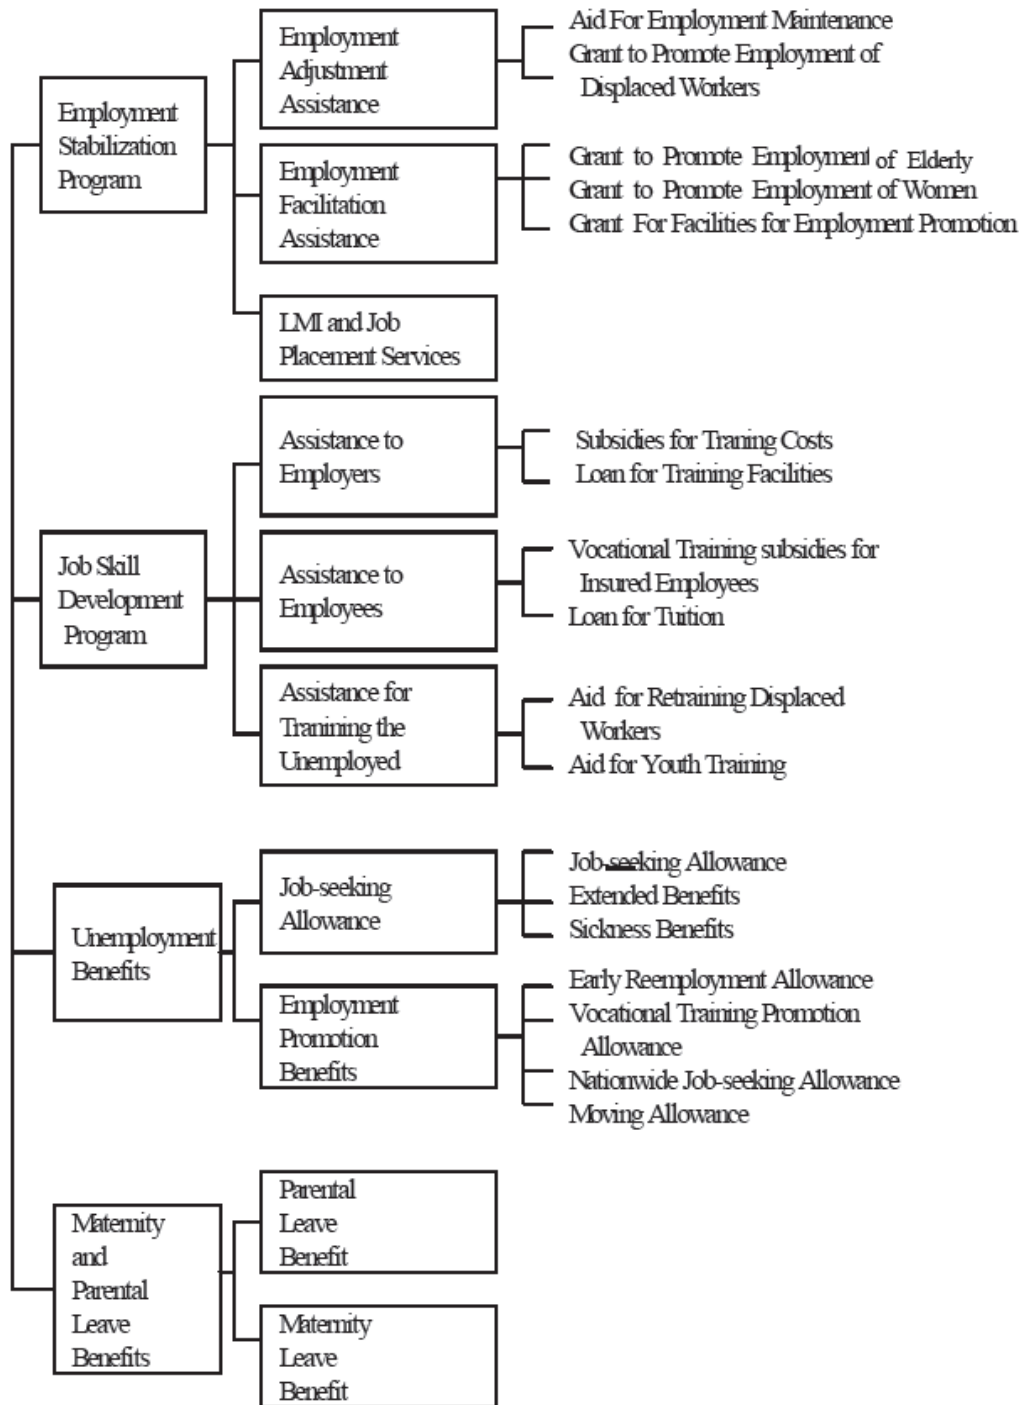 Employment
Stabilization
Program
Employment
Adjustment
Assistance
Aid For Employment Maintenance
Grant to Promote Employment of
Displaced Workers
Employment
Facilitation
Assistance
Grant to Promote Employment of Elderly
Grant to Promote Employment of Women
Grant For Facilities for Employment Promotion
LMI and Job
Placement Services
Job Skill
Development
Program
Assistance to
Employers
Subsidies for Traning Costs
Loan for Training Facilities
Assistance to
Employees
Vocational Training subsidies for
Insured Employees
Loan for Tuition
Assistance for
Tranining the
Unemployed
Aid for Retraining Displaced
Workers
Aid for Youth Training
Unemployment
Benefits
Job-seeking
Allowance
Job-seeking Allowance
Extended Benefits
Sickness Benefits
Employment
Promotion
Benefits
Early Reemployment Allowance
Vocational Training Promotion
Allowance
Nationwide Job-seeking Allowance
Moving Allowance
Maternity
and
Parental
Leave
Benefits
Parental
Leave
Benefit
Maternity
Leave
Benefit